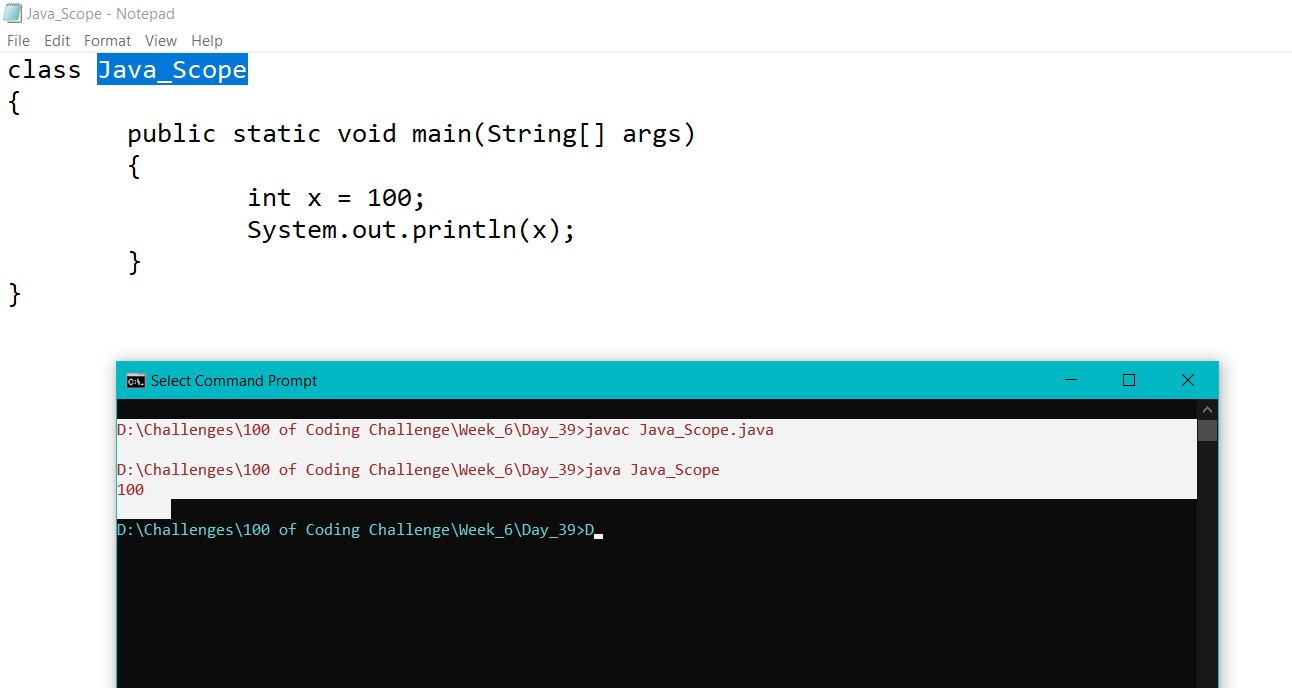 Java_Scope - Notepad
File Edit Format View Help
class Java_Scope
{
public static void main(String[] args)
{
int x = 100;
System.out.println(x);
}
}
Select Command Prompt
D:\Challenges\100 of Coding Challenge\Week_6\Day_39>javac Java_Scope.java
D:\Challenges\100 of Coding Challenge\Week_6\Day_39>java Java_Scope
100
D:\Challenges\100 of Coding Challenge\Week_6\Day_39>D